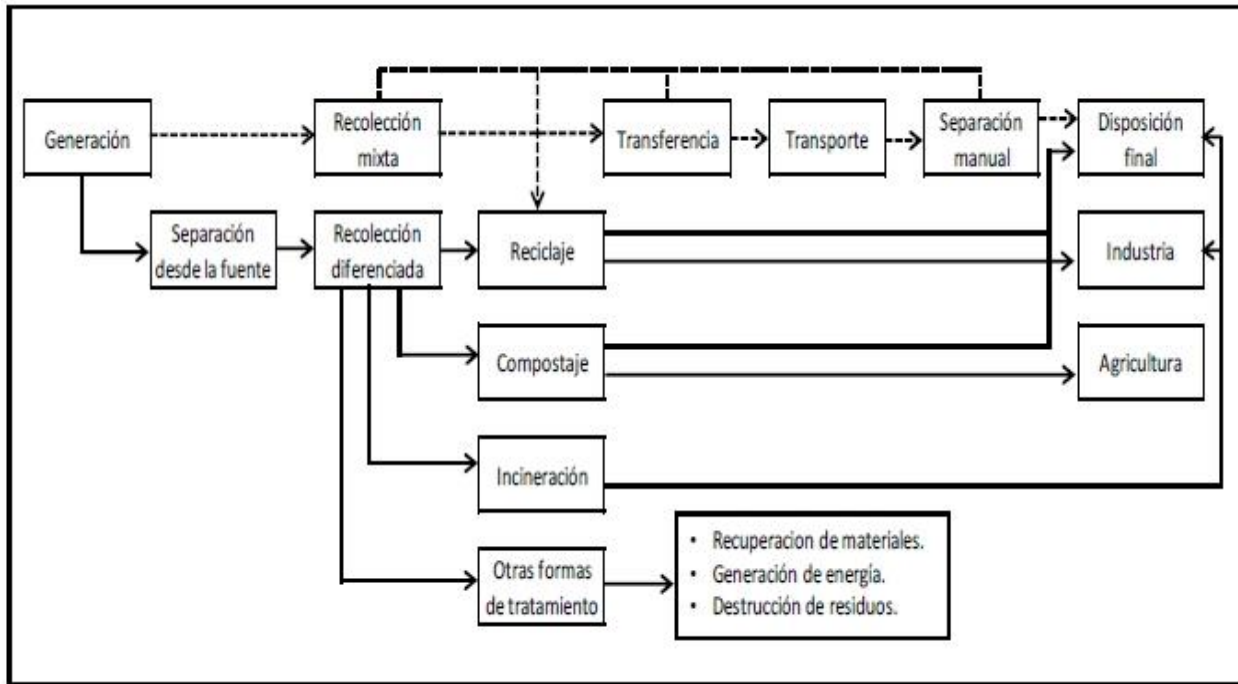 Generación
Recolección
mixta
Transferencia
Transporte
Separación
manual
Disposición
final
Separación
desde la fuente
Recolección
diferenciada
Reciclaje
Industria
Compostaje
Agricultura
Incineración
Otras formas
de tratamiento
• Recuperacion de materiales.
• Generación de energía.
• Destrucción de residuos.